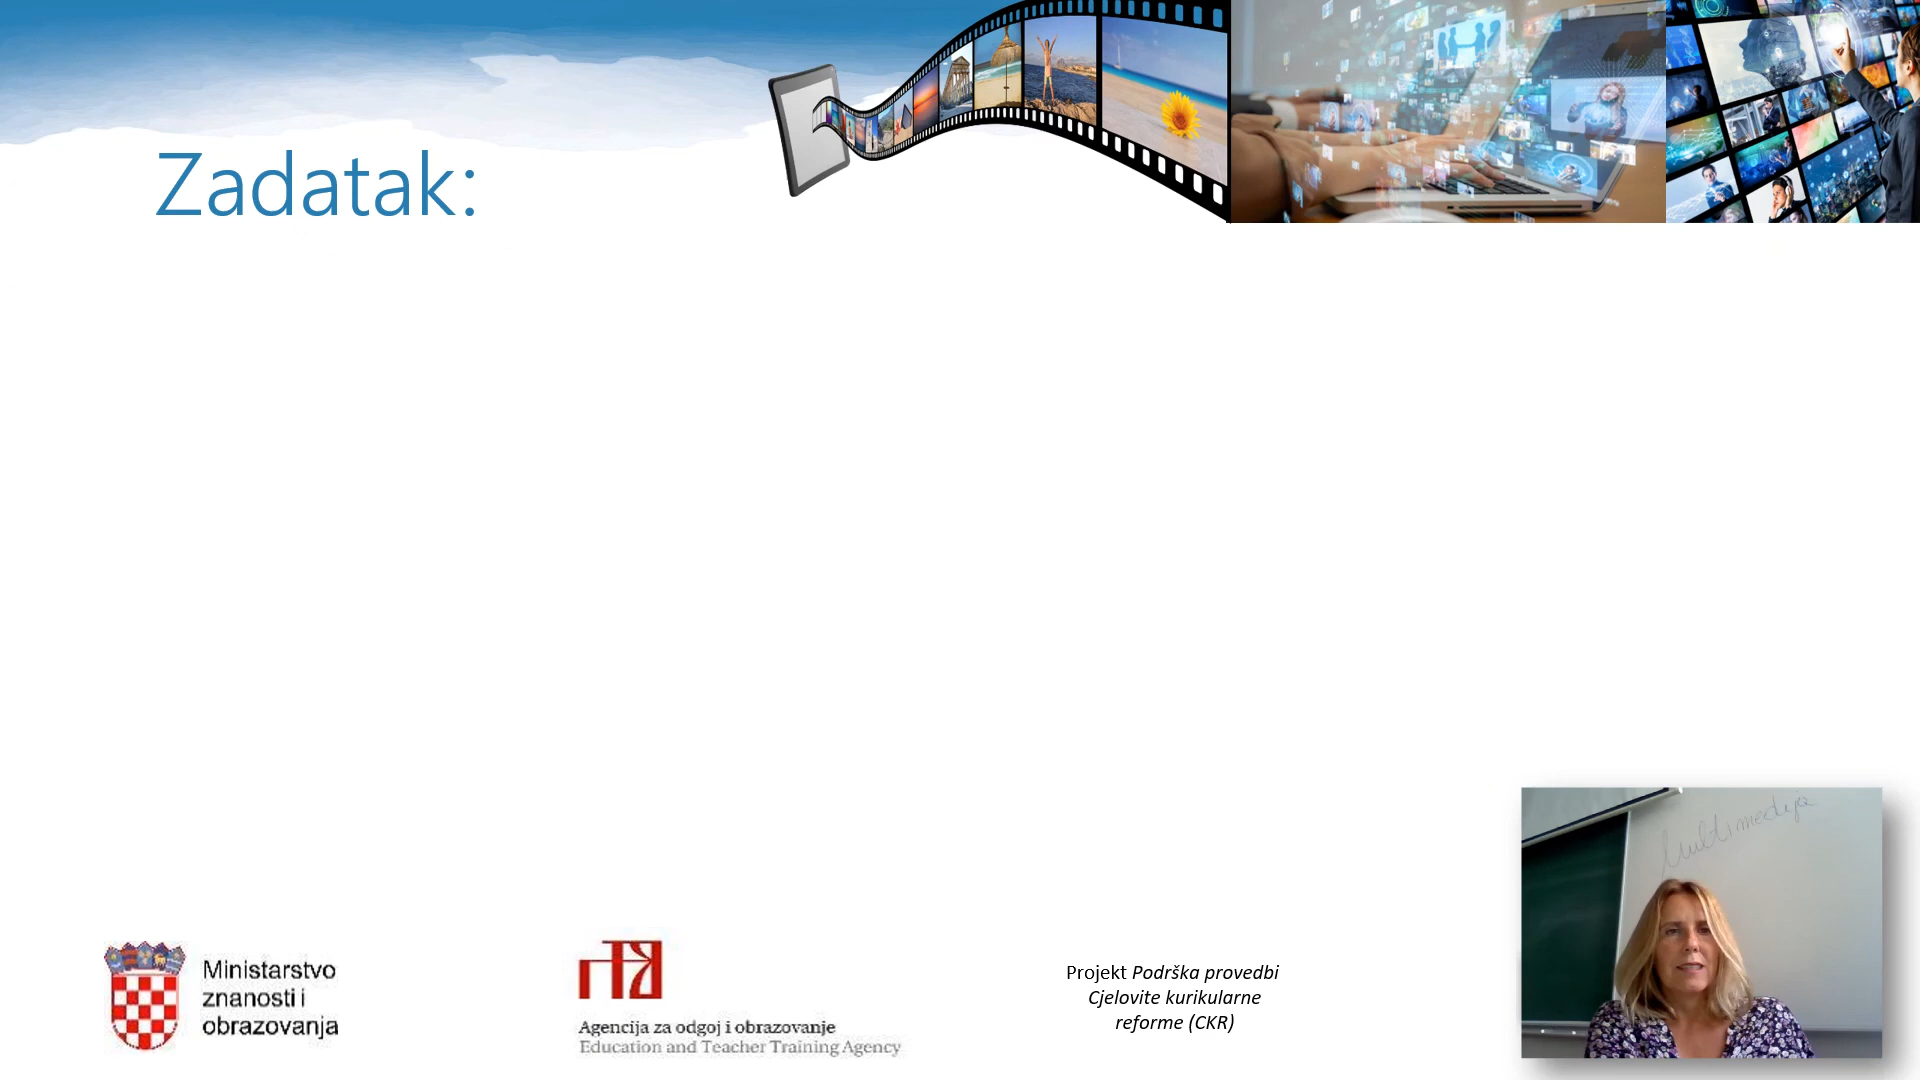 Zadatak:
Multimedija
Ministarstvo
znanosti i
obrazovanja
Agencija za odgoj i obrazovanje
Education and Teacher Training Agency
Projekt Podrška provedbi
Cjelovite kurikularne
reforme (CKR)